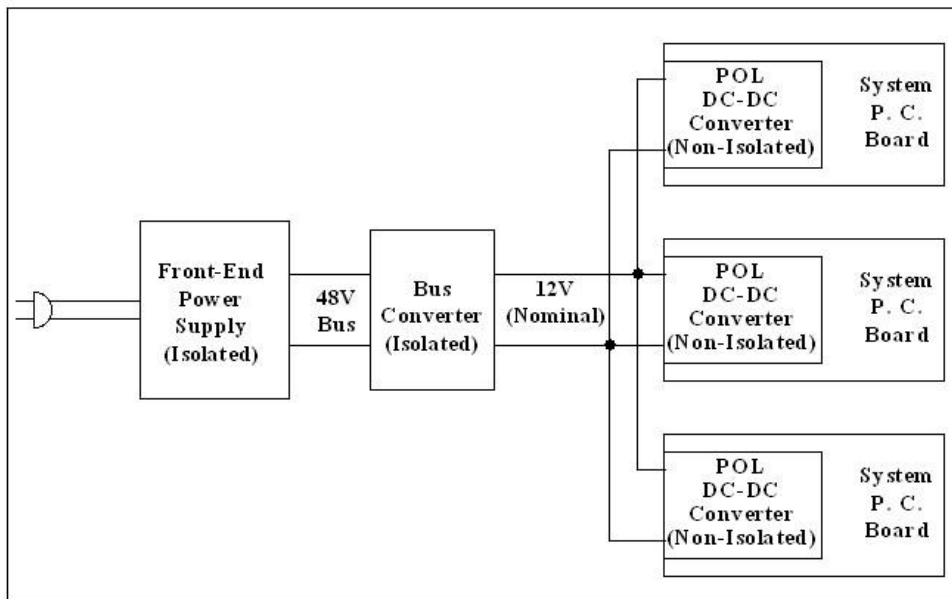 Front-End
Power
Supply
(Isolated)
48V
Bus
Bus
Converter
(Isolated)
12V
(Nominal)
POL
DC-DC
Converter
(Non-Isolated)
System
P. C.
Board
POL
DC-DC
Converter
(Non-Isolated)
System
P. C.
Board
POL
DC-DC
Converter
(Non-Isolated)
System
P. C.
Board